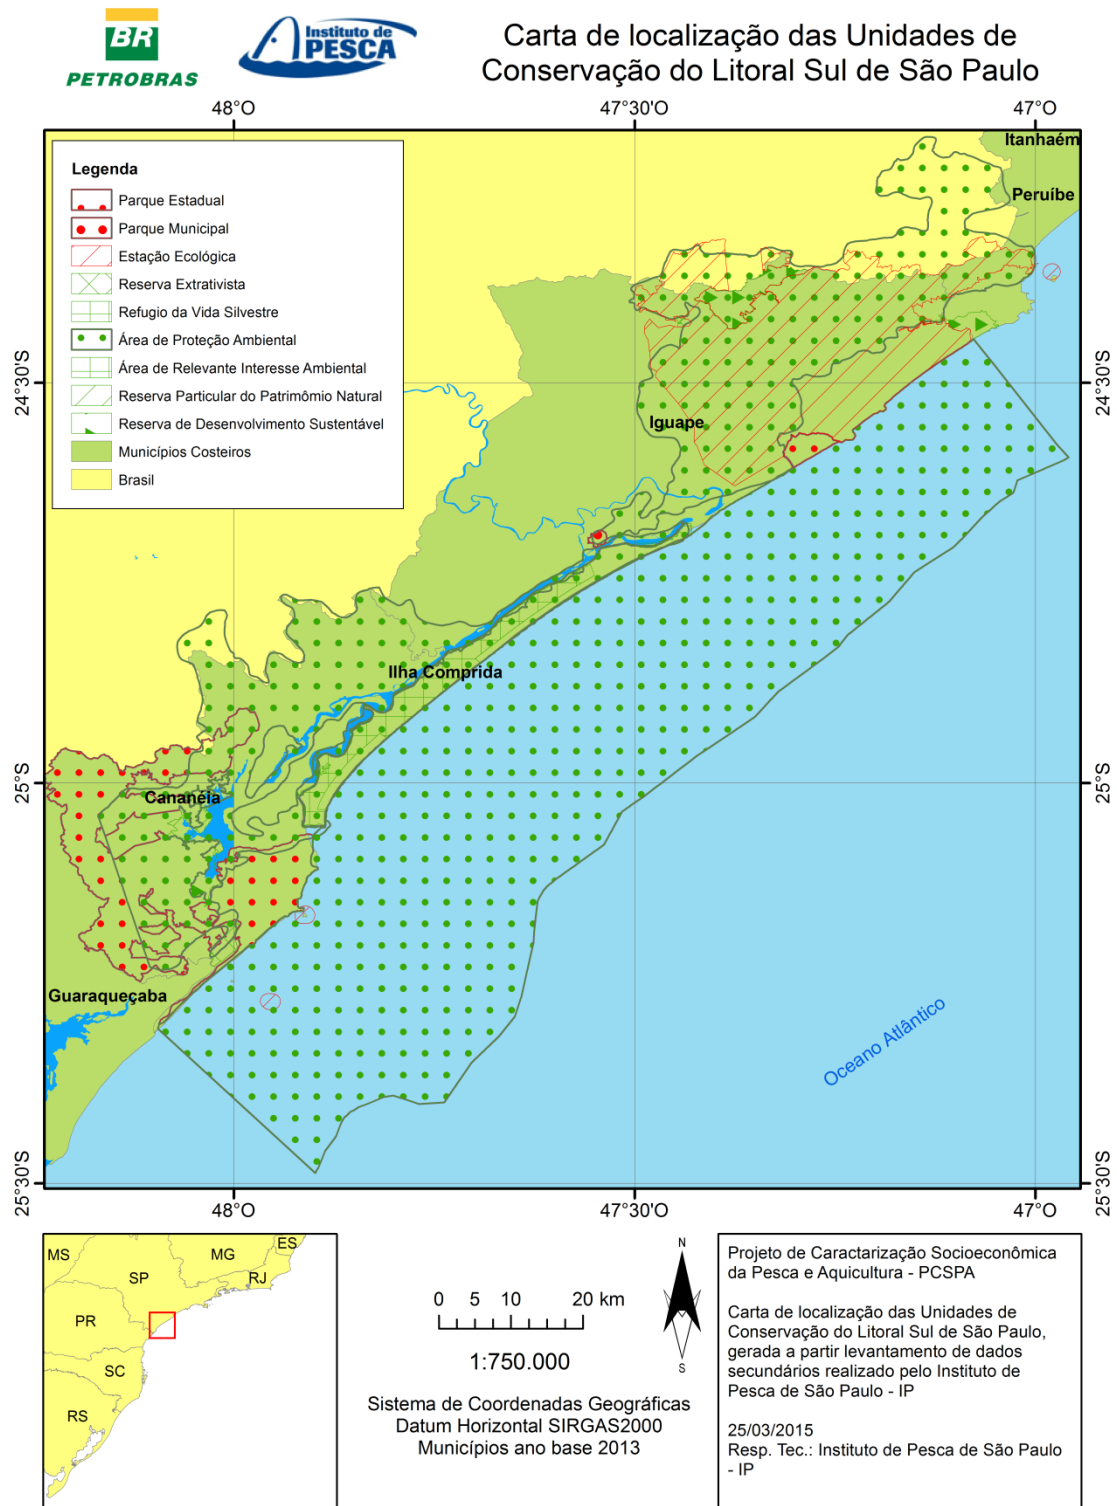 BR
PETROBRAS
Instituto de
PESCA
Carta de localização das Unidades de
Conservação do Litoral Sul de São Paulo
48°O
47°30'O
47°O
Itanhaém
Peruíbe
Legenda
Parque Estadual
Parque Municipal
Estação Ecológica
Reserva Extrativista
Refugio da Vida Silvestre
Área de Proteção Ambiental
Área de Relevante Interesse Ambiental
Reserva Particular do Patrimômio Natural
Reserva de Desenvolvimento Sustentável
Municípios Costeiros
Brasil
24°30'S
24°30'S
Iguape
Ilha Comprida
25°S
25°S
Cananéia
Guaraqueçaba
Oceano Atlântico
25°30'S
25°30'S
48°O
47°30'O
47°O
MS
MG
ES
SP
RJ
PR
SC
RS
N
S
0 5 10 20 km
1:750.000
Sistema de Coordenadas Geográficas
Datum Horizontal SIRGAS2000
Municípios ano base 2013
Projeto de Caractarização Socioeconômica
da Pesca e Aquicultura - PCSPA
Carta de localização das Unidades de
Conservação do Litoral Sul de São Paulo,
gerada a partir levantamento de dados
secundários realizado pelo Instituto de
Pesca de São Paulo - IP
25/03/2015
Resp. Tec.: Instituto de Pesca de São Paulo
- IP